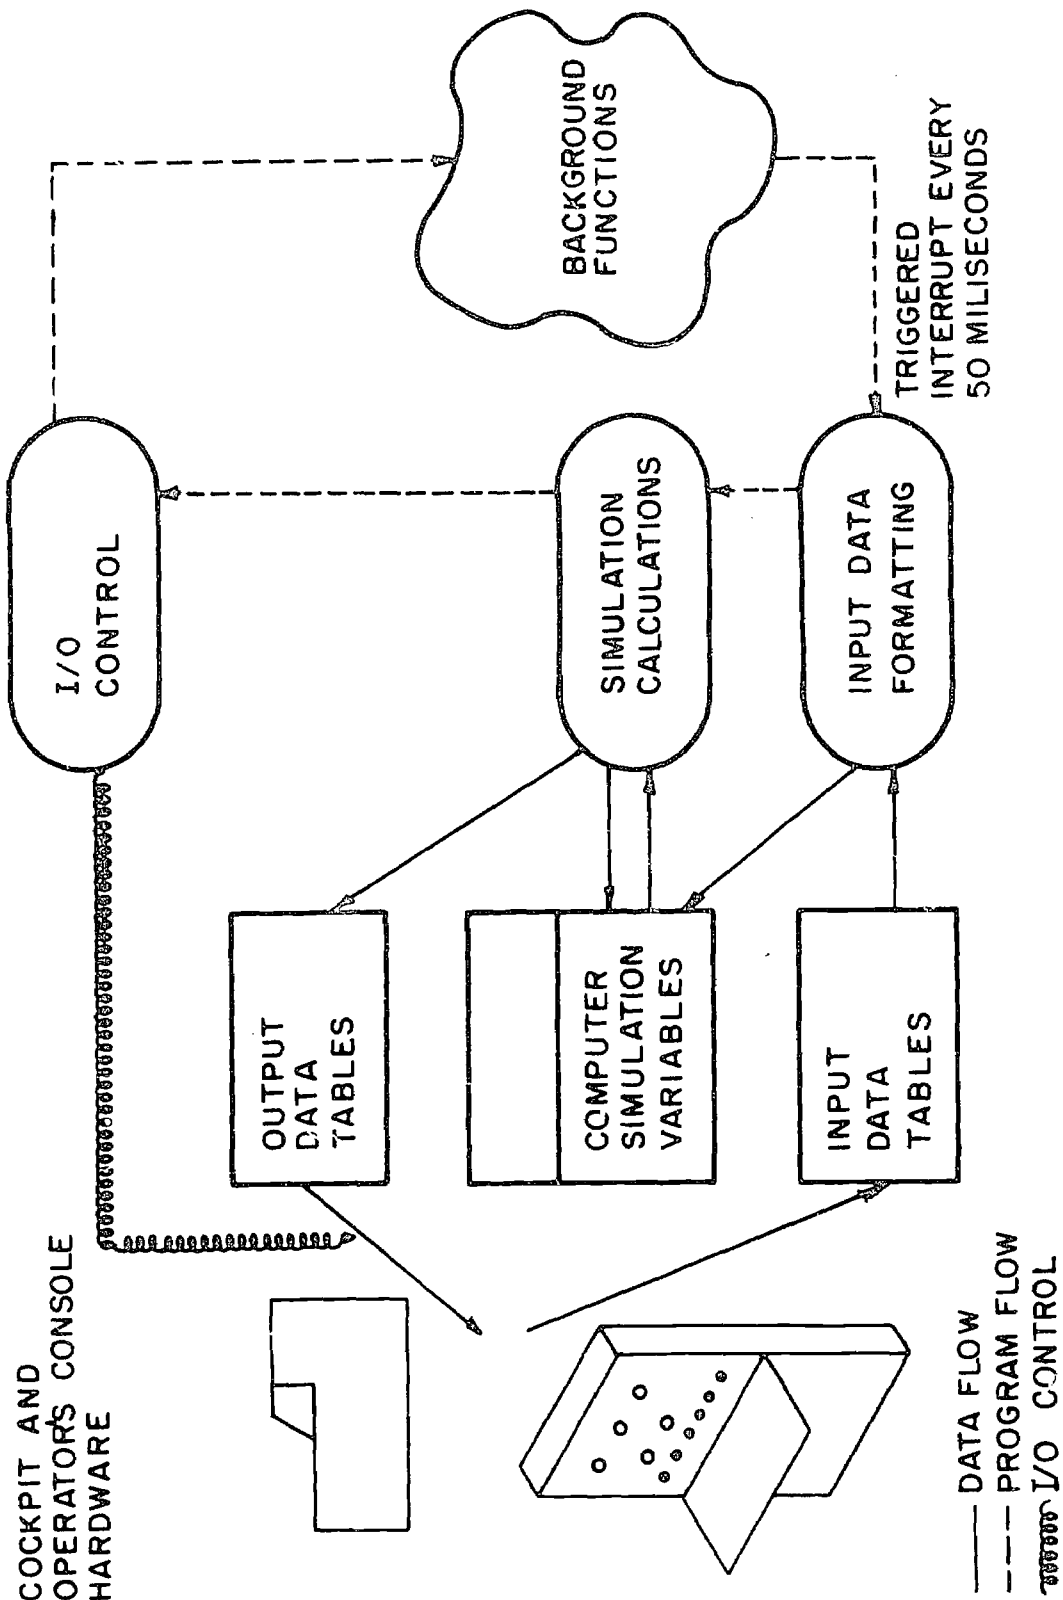 COCKPIT AND
OPERATOR'S CONSOLE
HARDWARE
OUTPUT
DATA
TABLES
COMPUTER
SIMULATION
VARIABLES
INPUT
DATA
TABLES
I/O
CONTROL
SIMULATION
CALCULATIONS
INPUT DATA
FORMATTING
BACKGROUND
FUNCTIONS
TRIGGERED
INTERRUPT EVERY
50 MILISECONDS
DATA FLOW
PROGRAM FLOW
I/O CONTROL